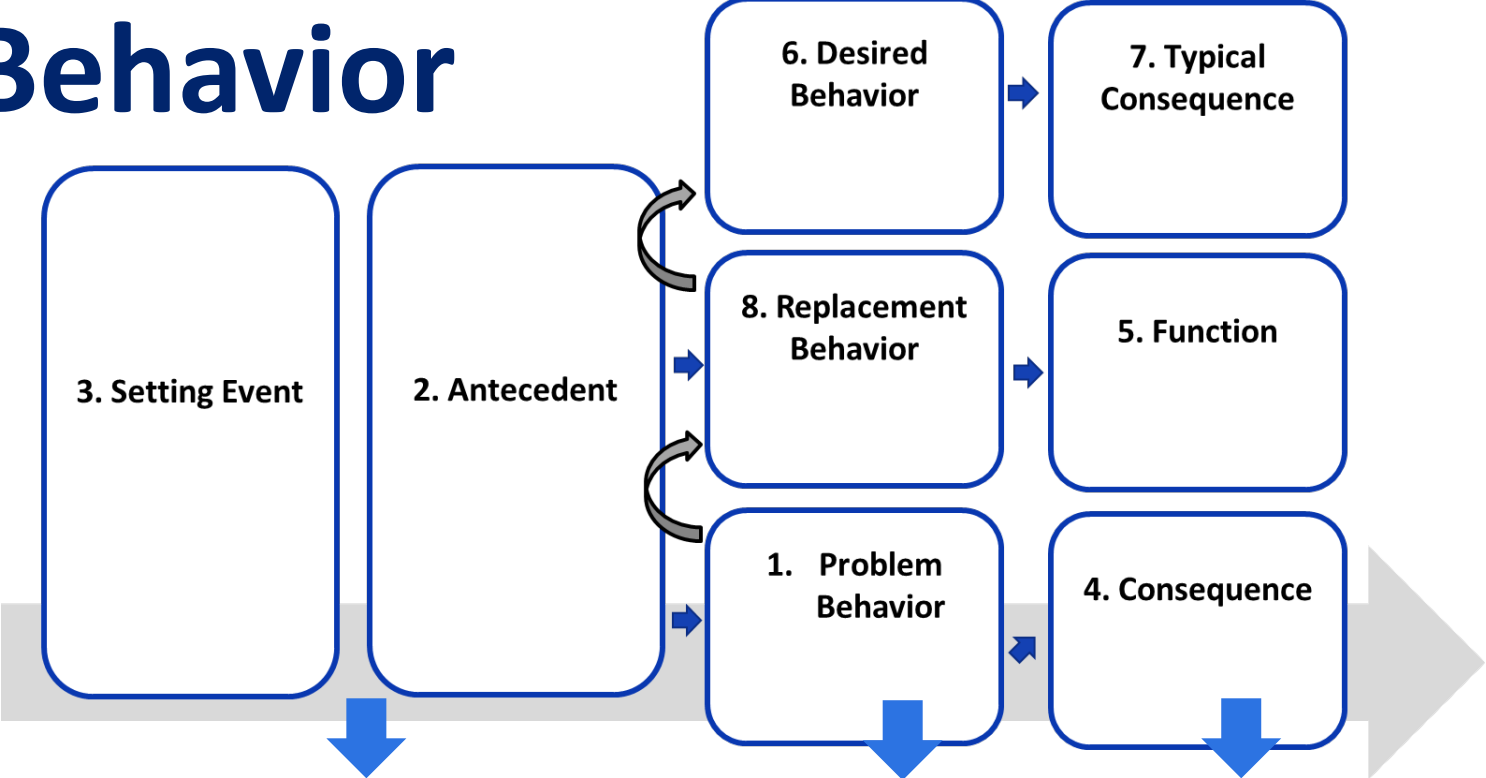 Behavior
6. Desired
Behavior
7. Typical
Consequence
3. Setting Event
2. Antecedent
8. Replacement
Behavior
5. Function
1. Problem
Behavior
4. Consequence